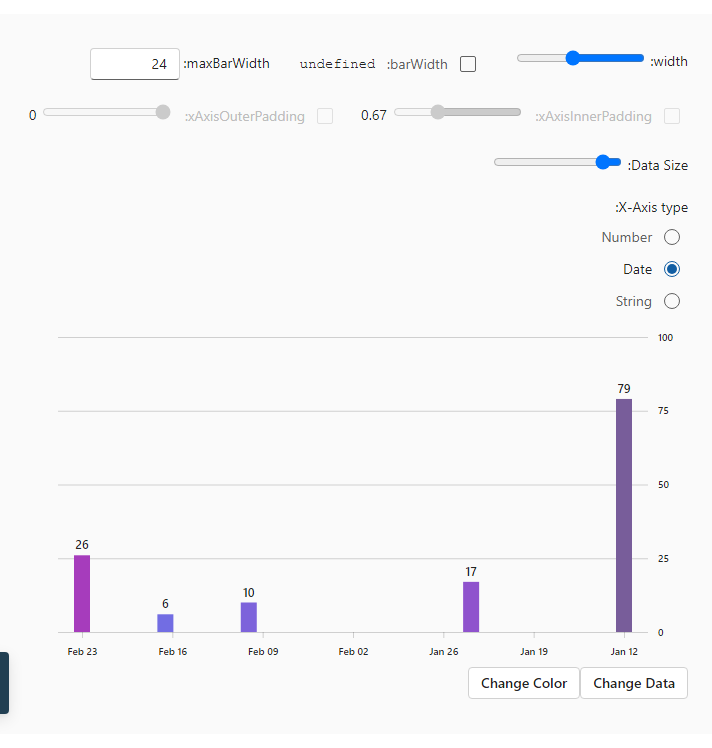 width:
barWidth: undefined
maxBarWidth: 24
xAxisInnerPadding: 0.67
xAxisOuterPadding: 0
Data Size:
X-Axis type:
Number
Date
String
100
75
50
25
0
79
17
10
6
26
Jan 12
Jan 19
Jan 26
Feb 02
Feb 09
Feb 16
Feb 23
Change Color
Change Data